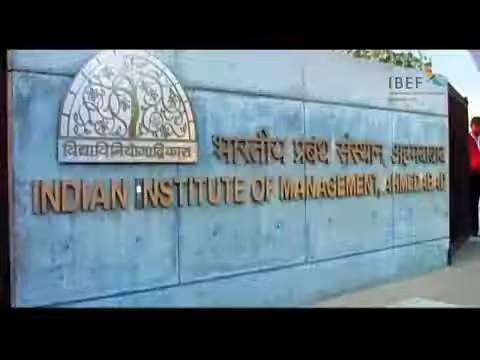 IBEF
विद्याविनियोगाद्विकासः
भारतीय प्रबंध संस्थान, अहमदाबाद
INDIAN INSTITUTE OF MANAGEMENT, AHMEDABAD